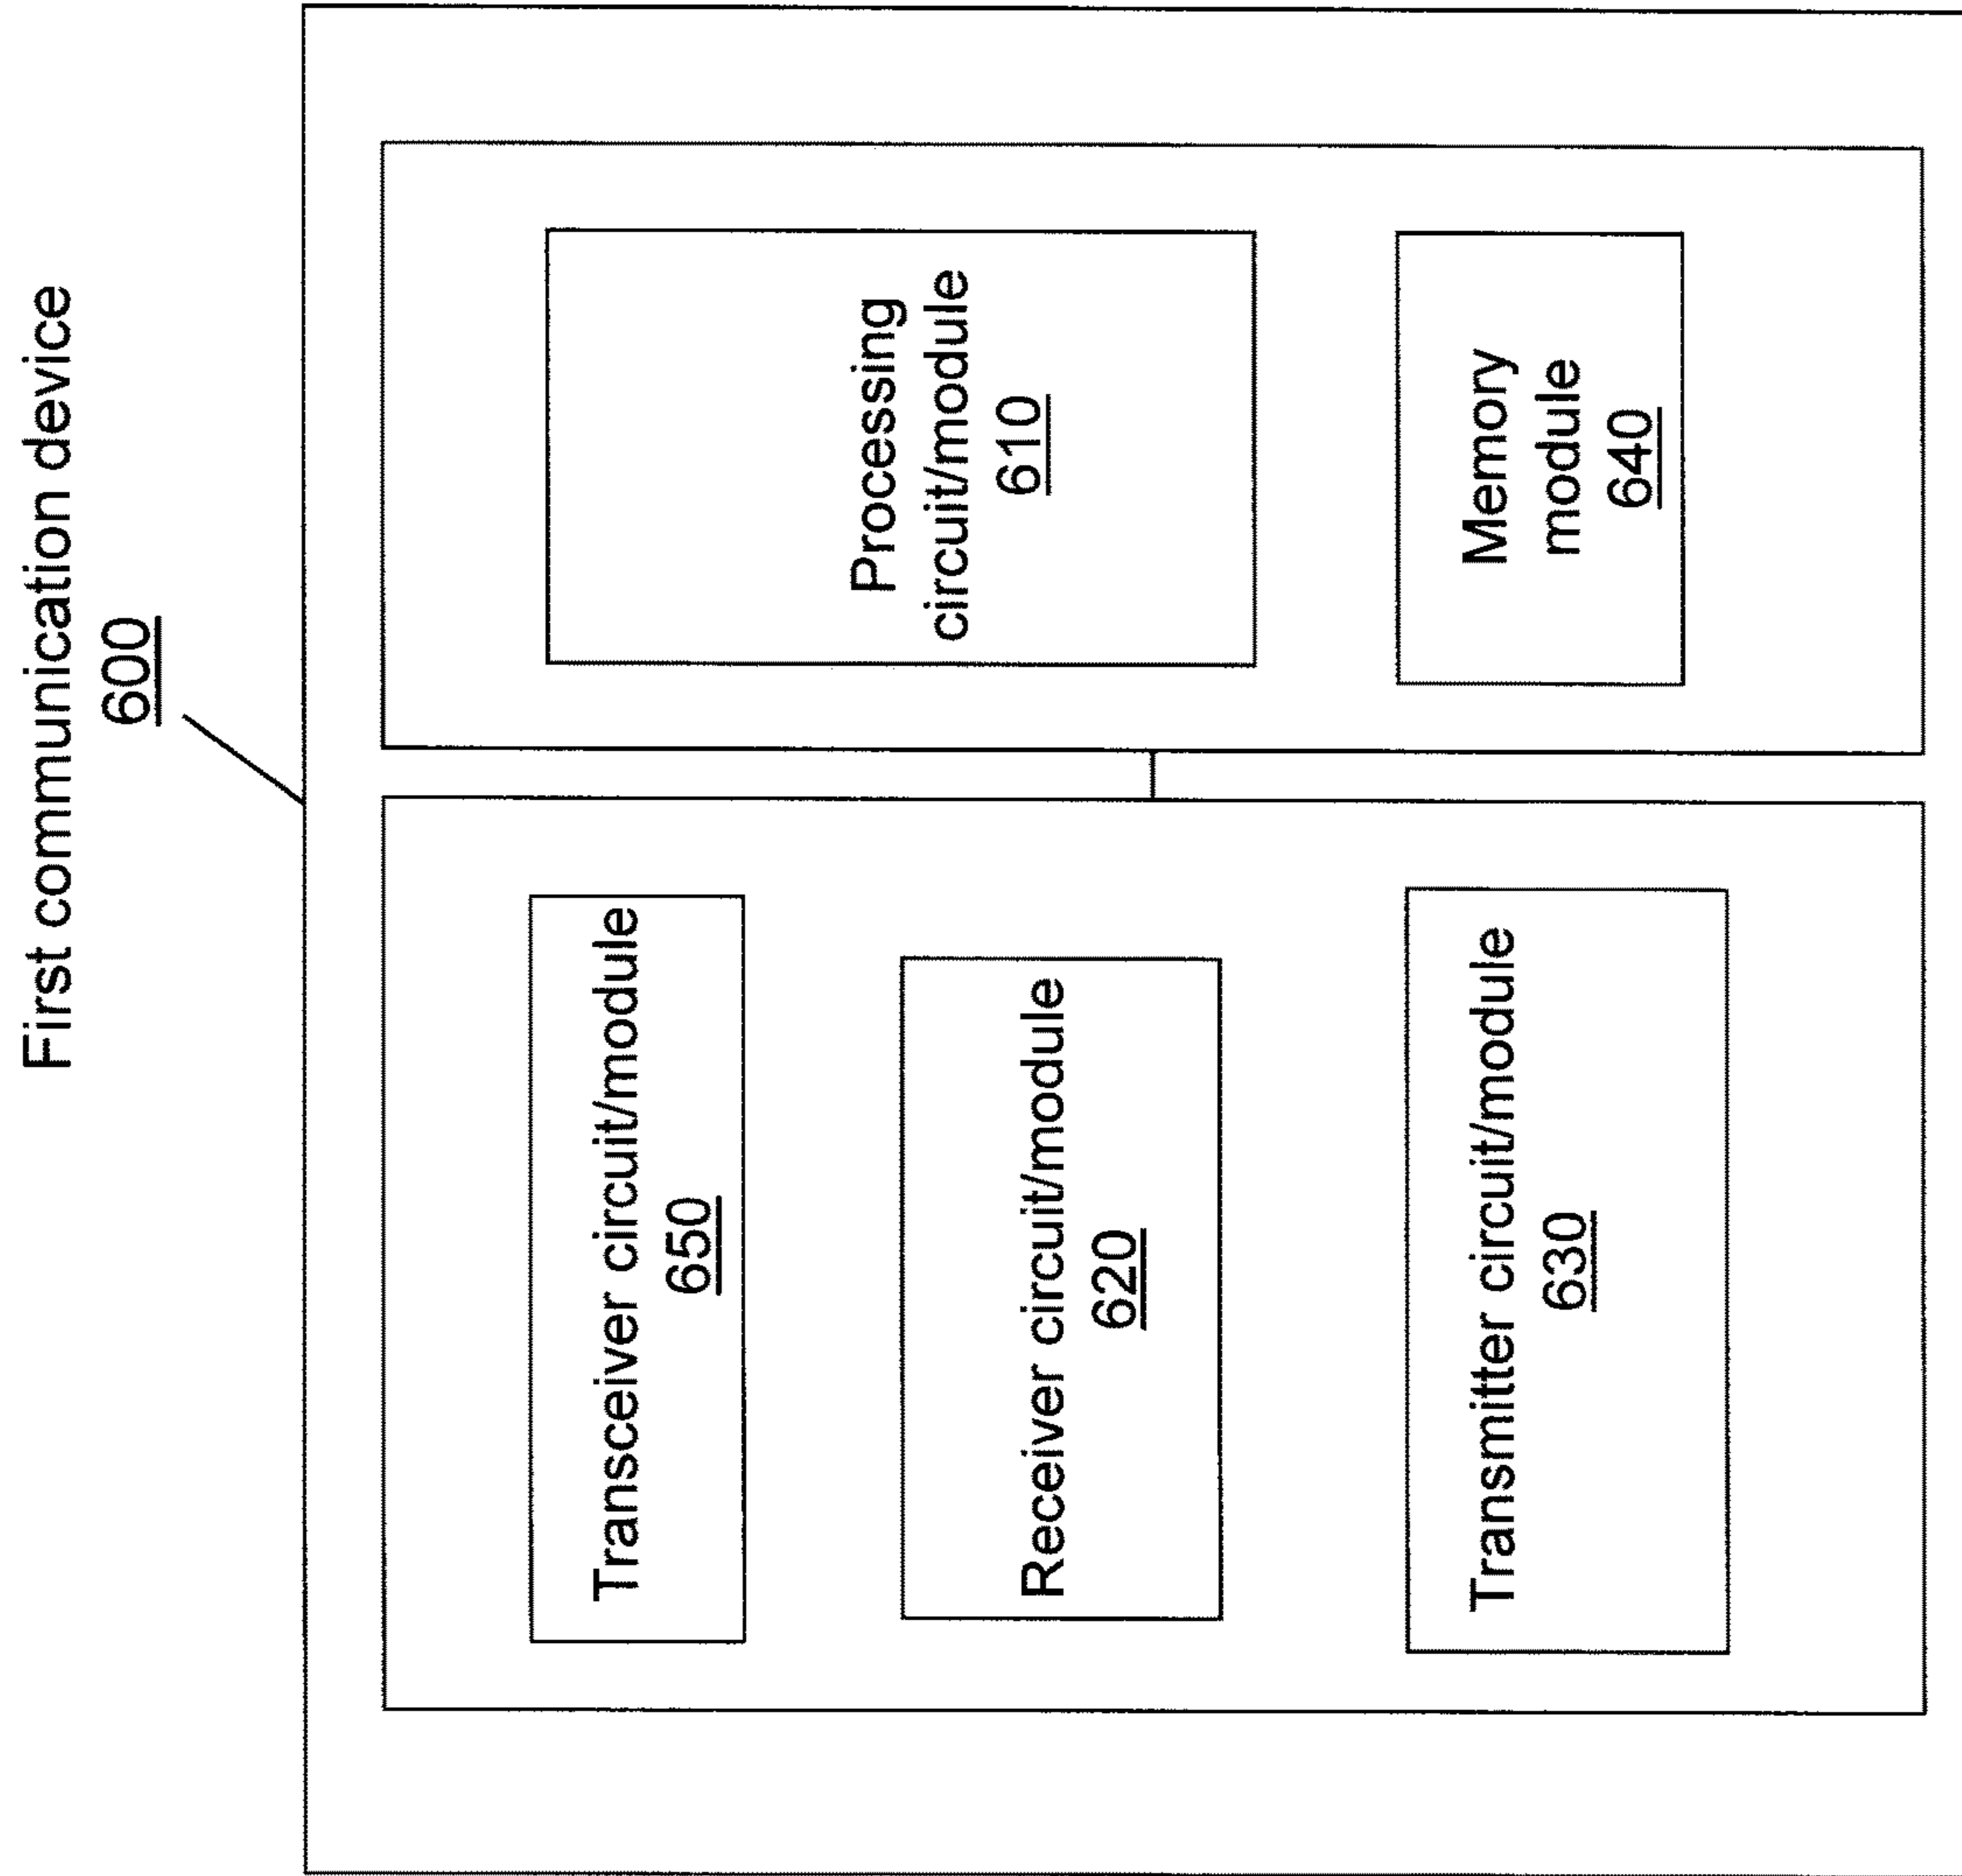 First communication device
600
Transceiver circuit/module
650
Receiver circuit/module
620
Transmitter circuit/module
630
Processing
circuit/module
610
Memory
module
640